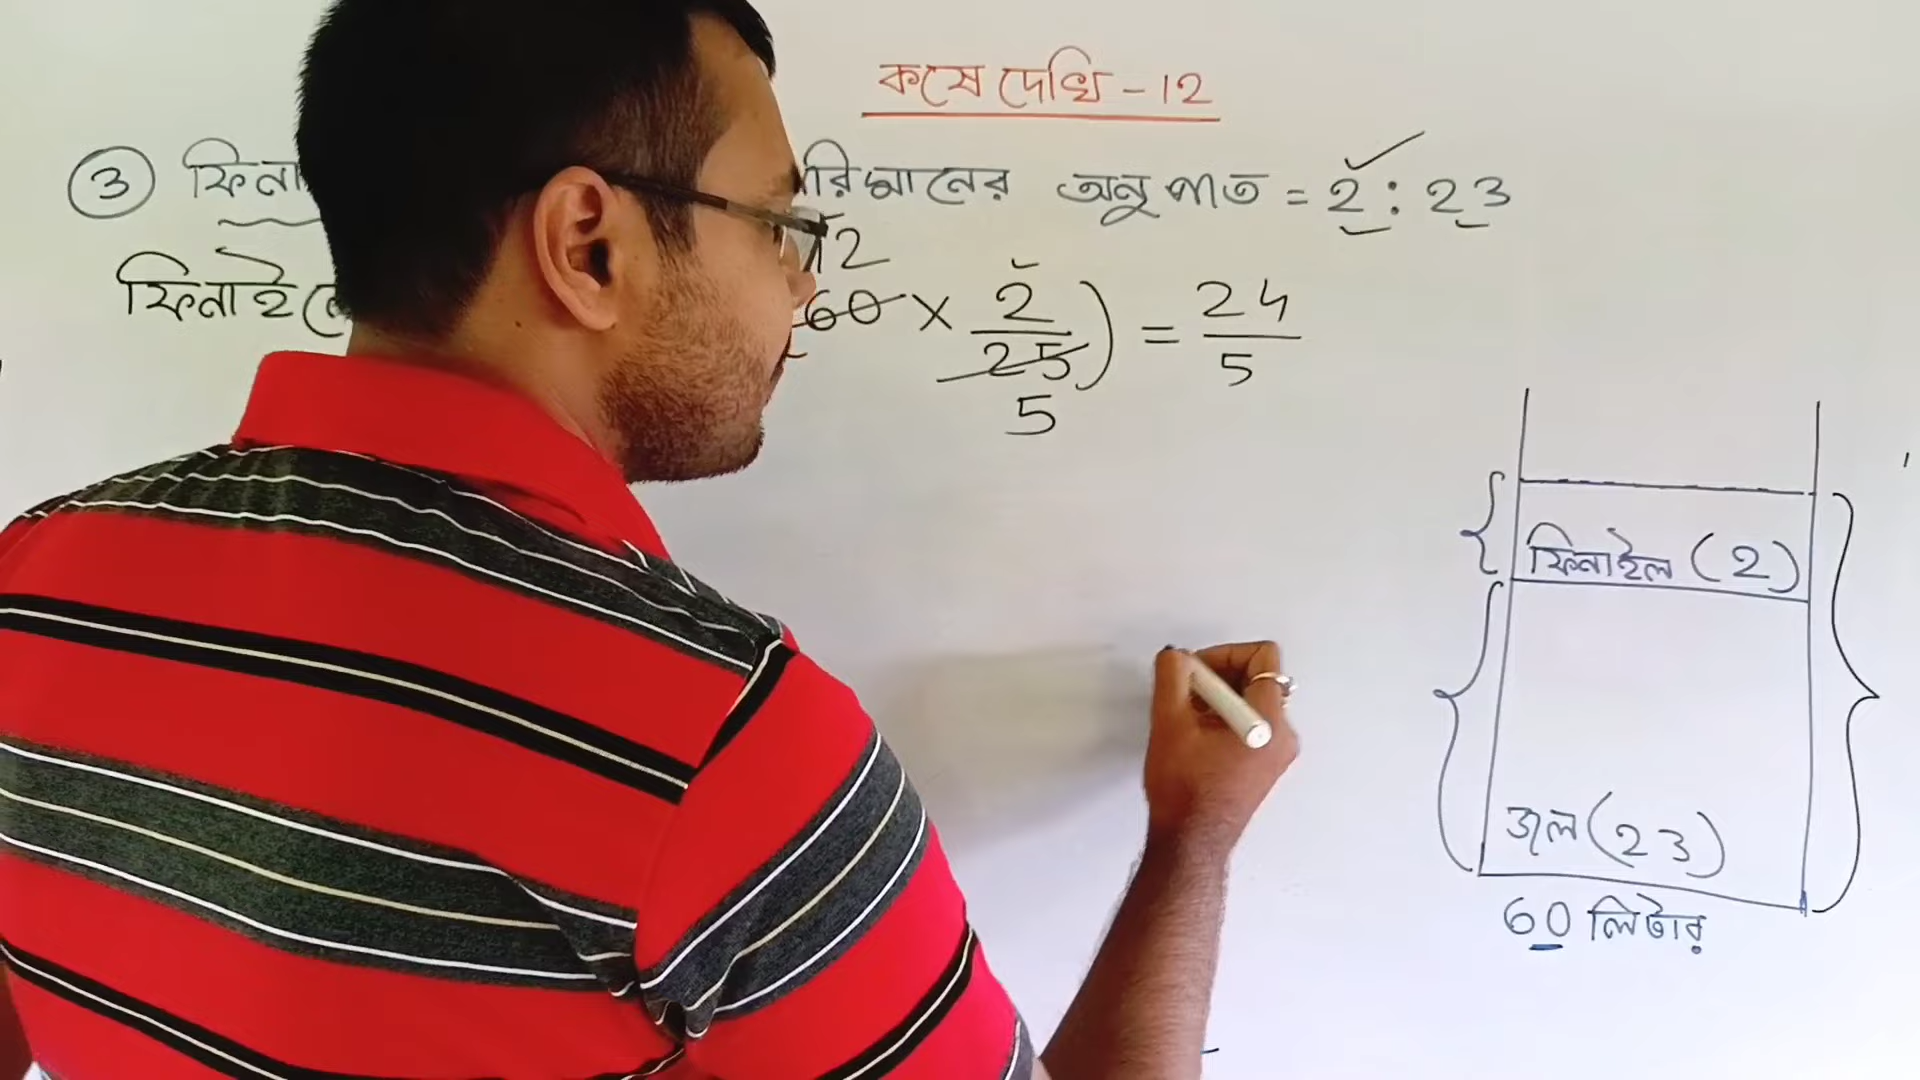 কষে দেখি - 12
③ ফিনা রিমানের অনুপাত = 2 : 23
ফিনাইলে 60 × 2/25) = 24/5
12
5
ফিনাইল (2)
জল (23)
60 লিটার